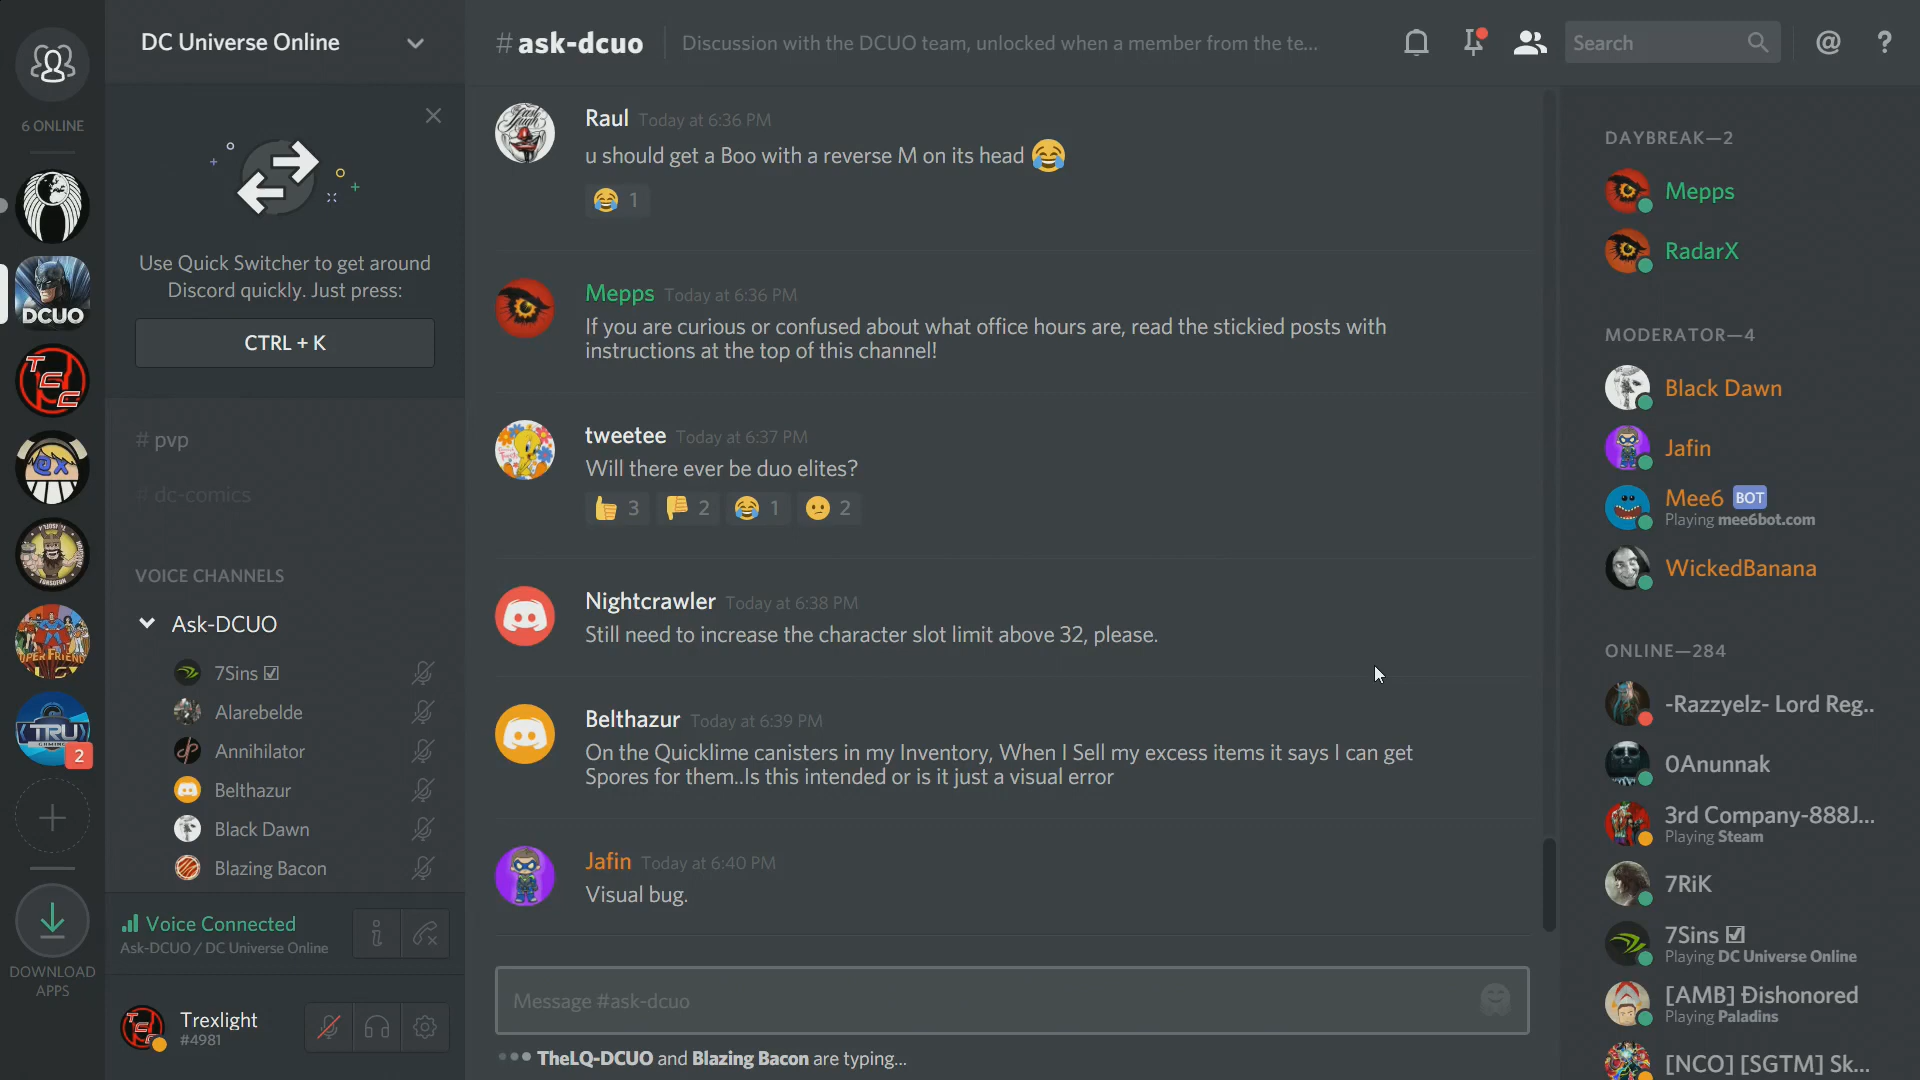 6 ONLINE
DCUO
TCC
TRU
2
DOWNLOAD
APPS
DC Universe Online
Use Quick Switcher to get around
Discord quickly. Just press:
CTRL + K
# pvp
# dc-comics
VOICE CHANNELS
Ask-DCUO
7Sins ☑
Alarebelde
Annihilator
Belthazur
Black Dawn
Blazing Bacon
Voice Connected
Ask-DCUO / DC Universe Online
Trexlight
#4981
# ask-dcuo
Discussion with the DCUO team, unlocked when a member from the te...
Search
@ ?
Raul Today at 6:36 PM
u should get a Boo with a reverse M on its head 😂
😂 1
Mepps Today at 6:36 PM
If you are curious or confused about what office hours are, read the stickied posts with
instructions at the top of this channel!
tweetee Today at 6:37 PM
Will there ever be duo elites?
👍 3 👎 2 😂 1 😕 2
Nightcrawler Today at 6:38 PM
Still need to increase the character slot limit above 32, please.
Belthazur Today at 6:39 PM
On the Quicklime canisters in my Inventory, When I Sell my excess items it says I can get
Spores for them..Is this intended or is it just a visual error
Jafin Today at 6:40 PM
Visual bug.
Message #ask-dcuo
TheLQ-DCUO and Blazing Bacon are typing...
DAYBREAK—2
Mepps
RadarX
MODERATOR—4
Black Dawn
Jafin
Mee6 BOT
Playing mee6bot.com
WickedBanana
ONLINE—284
-Razzyelz- Lord Reg..
0Anunnak
3rd Company-888J...
Playing Steam
7RiK
7Sins ☑
Playing DC Universe Online
[AMB] Đishonored
Playing Paladins
[NCO] [SGTM] Sk...